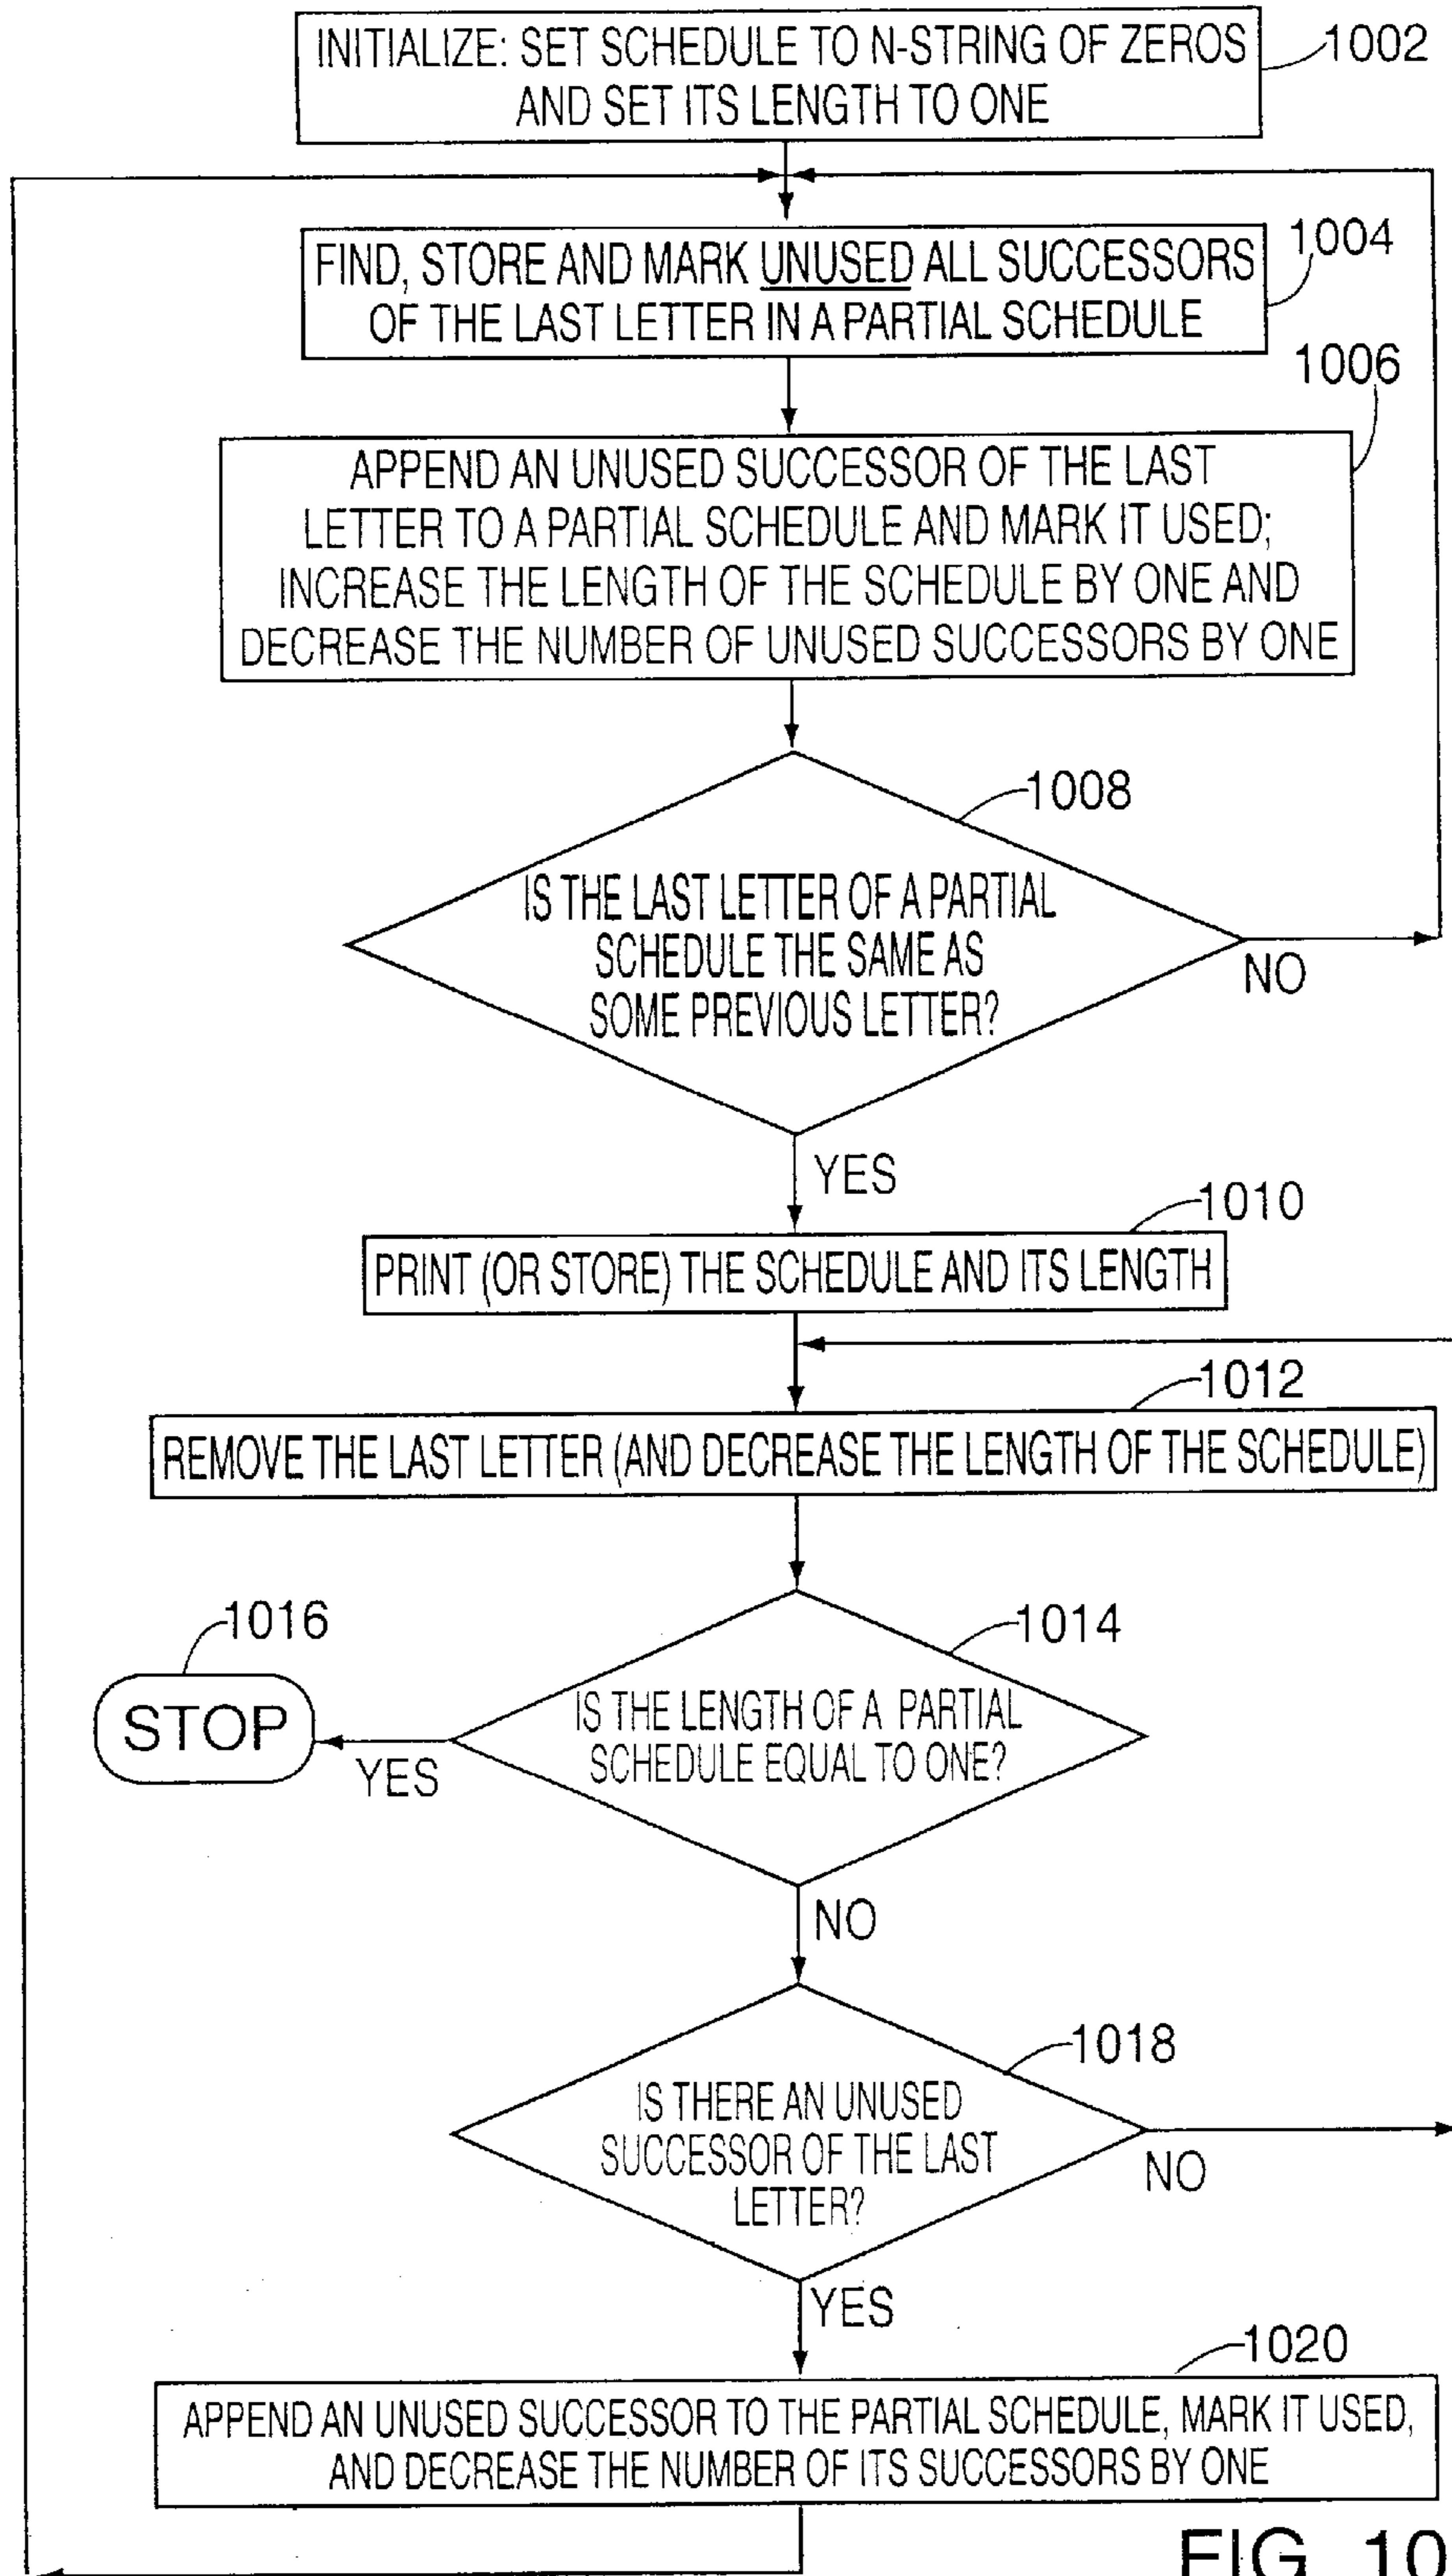 INITIALIZE: SET SCHEDULE TO N-STRING OF ZEROS
AND SET ITS LENGTH TO ONE
1002
FIND, STORE AND MARK UNUSED ALL SUCCESSORS
OF THE LAST LETTER IN A PARTIAL SCHEDULE
1004
1006
APPEND AN UNUSED SUCCESSOR OF THE LAST
LETTER TO A PARTIAL SCHEDULE AND MARK IT USED;
INCREASE THE LENGTH OF THE SCHEDULE BY ONE AND
DECREASE THE NUMBER OF UNUSED SUCCESSORS BY ONE
1008
IS THE LAST LETTER OF A PARTIAL
SCHEDULE THE SAME AS
SOME PREVIOUS LETTER?
NO
YES
1010
PRINT (OR STORE) THE SCHEDULE AND ITS LENGTH
1012
REMOVE THE LAST LETTER (AND DECREASE THE LENGTH OF THE SCHEDULE)
1016
STOP
1014
IS THE LENGTH OF A PARTIAL
SCHEDULE EQUAL TO ONE?
YES
NO
1018
IS THERE AN UNUSED
SUCCESSOR OF THE LAST
LETTER?
NO
YES
1020
APPEND AN UNUSED SUCCESSOR TO THE PARTIAL SCHEDULE, MARK IT USED,
AND DECREASE THE NUMBER OF ITS SUCCESSORS BY ONE
FIG. 10